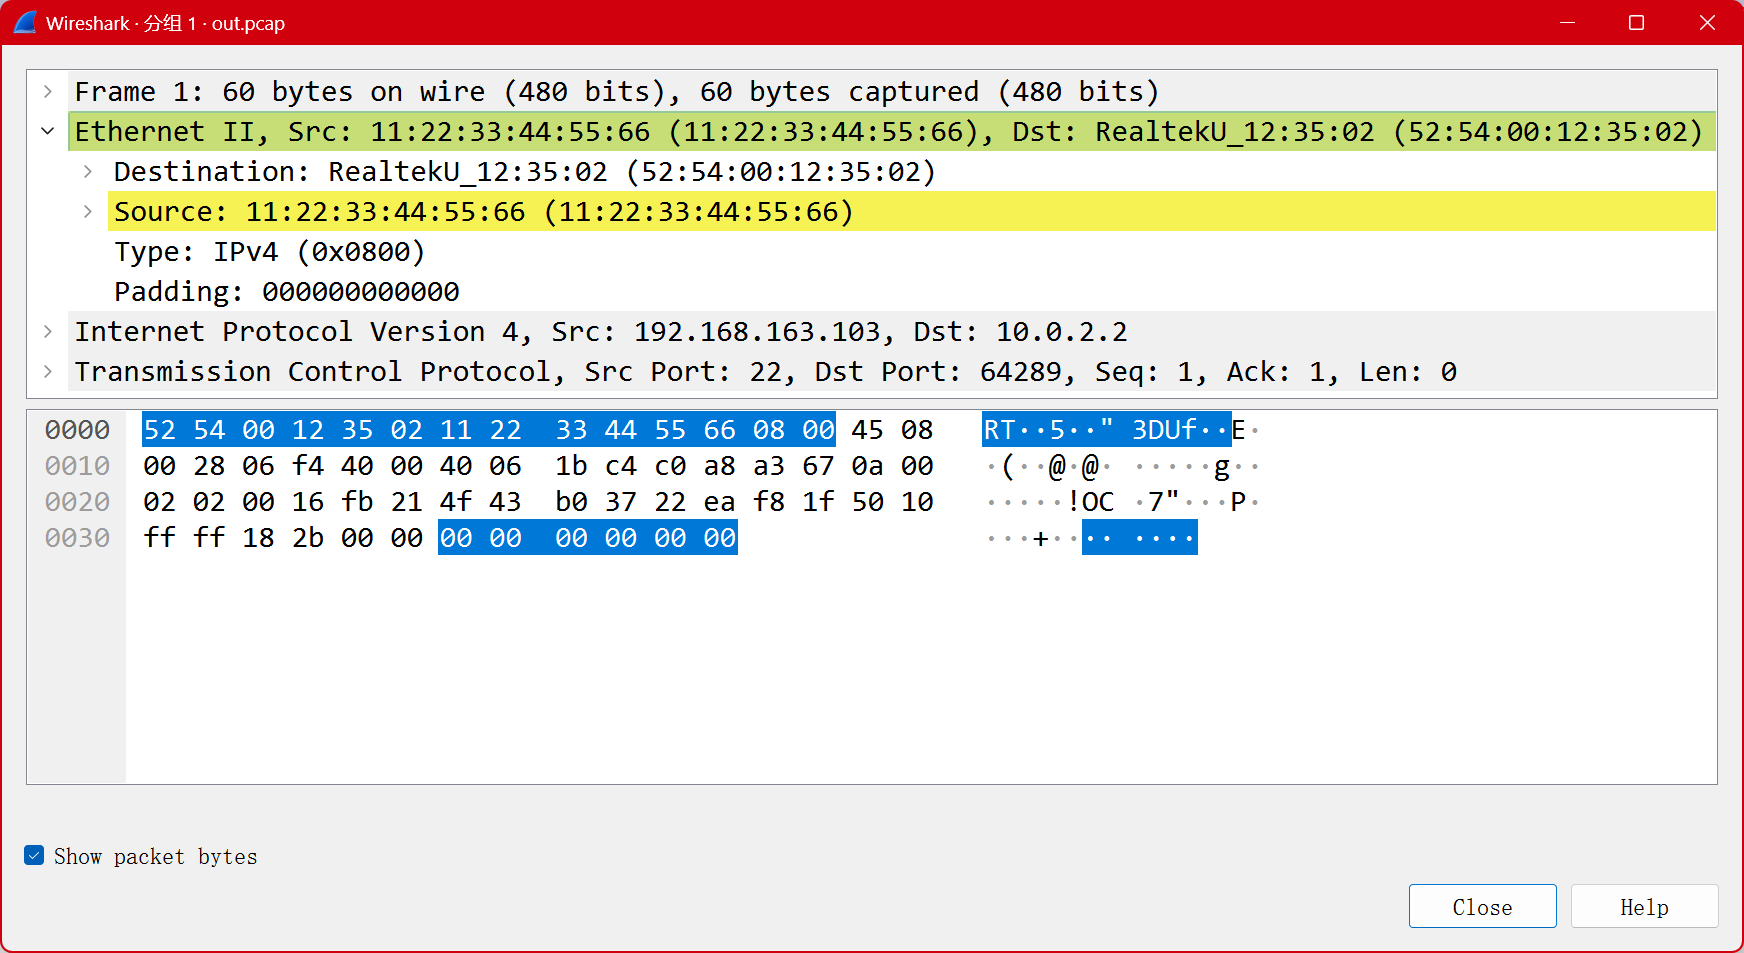 Wireshark · 分组 1 · out.pcap
Frame 1: 60 bytes on wire (480 bits), 60 bytes captured (480 bits)
Ethernet II, Src: 11:22:33:44:55:66 (11:22:33:44:55:66), Dst: RealtekU_12:35:02 (52:54:00:12:35:02)
Destination: RealtekU_12:35:02 (52:54:00:12:35:02)
Source: 11:22:33:44:55:66 (11:22:33:44:55:66)
Type: IPv4 (0x0800)
Padding: 000000000000
Internet Protocol Version 4, Src: 192.168.163.103, Dst: 10.0.2.2
Transmission Control Protocol, Src Port: 22, Dst Port: 64289, Seq: 1, Ack: 1, Len: 0
0000 52 54 00 12 35 02 11 22 33 44 55 66 08 00 45 08 RT··5··" 3DUf··E·
0010 00 28 06 f4 40 00 40 06 1b c4 c0 a8 a3 67 0a 00 ·(··@·@· ·····g··
0020 02 02 00 16 fb 21 4f 43 b0 37 22 ea f8 1f 50 10 ·····!OC ·7"···P·
0030 ff ff 18 2b 00 00 00 00 00 00 00 00 ···+···· ····
Show packet bytes
Close
Help